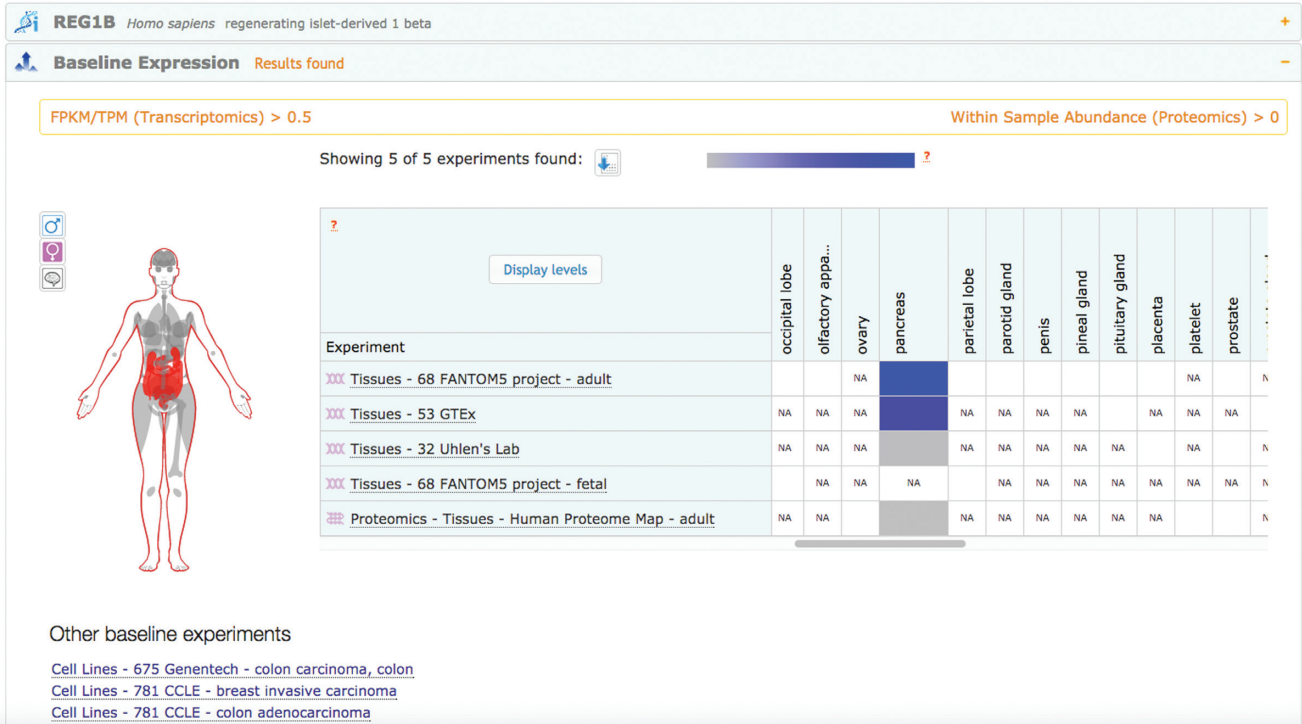 REG1B Homo sapiens regenerating islet-derived 1 beta +
Baseline Expression Results found −
FPKM/TPM (Transcriptomics) > 0.5 Within Sample Abundance (Proteomics) > 0
Showing 5 of 5 experiments found: ?
?
Display levels
Experiment
occipital lobe
olfactory appa...
ovary
pancreas
parietal lobe
parotid gland
penis
pineal gland
pituitary gland
placenta
platelet
prostate
Tissues - 68 FANTOM5 project - adult NA NA
Tissues - 53 GTEx NA NA NA NA NA NA NA NA NA NA
Tissues - 32 Uhlen's Lab NA NA NA NA NA NA NA NA NA
Tissues - 68 FANTOM5 project - fetal NA NA NA NA NA NA NA NA NA NA
Proteomics - Tissues - Human Proteome Map - adult NA NA NA NA NA NA NA NA
Other baseline experiments
Cell Lines - 675 Genentech - colon carcinoma, colon
Cell Lines - 781 CCLE - breast invasive carcinoma
Cell Lines - 781 CCLE - colon adenocarcinoma